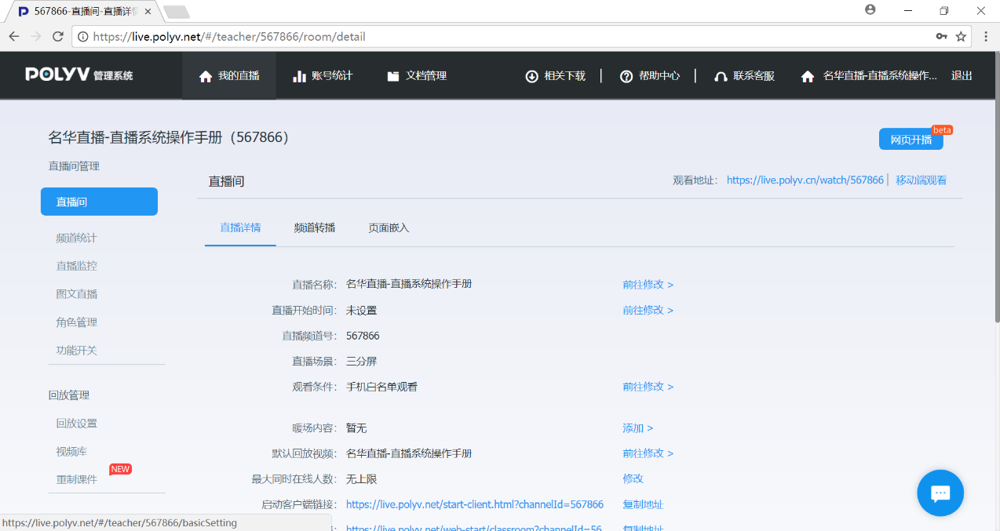 567866-直播间-直播详情
https://live.polyv.net/#/teacher/567866/room/detail
POLYV 管理系统 我的直播 账号统计 文档管理 相关下载 | 帮助中心 | 联系客服 名华直播-直播系统操作... 退出
名华直播-直播系统操作手册（567866）
beta
网页开播
直播间管理
直播间
频道统计
直播监控
图文直播
角色管理
功能开关
回放管理
回放设置
视频库
重制课件 NEW
直播间
观看地址： https://live.polyv.cn/watch/567866 | 移动端观看
直播详情 频道转播 页面嵌入
直播名称： 名华直播-直播系统操作手册 前往修改 >
直播开始时间： 未设置 前往修改 >
直播频道号： 567866
直播场景： 三分屏
观看条件： 手机白名单观看 前往修改 >
暖场内容： 暂无 添加 >
默认回放视频： 名华直播-直播系统操作手册 前往修改 >
最大同时在线人数： 无上限 修改
启动客户端链接： https://live.polyv.net/start-client.html?channelId=567866 复制地址
https://live.polyv.net/web-start/classroom?channelId=56 复制地址
https://live.polyv.net/#/teacher/567866/basicSetting